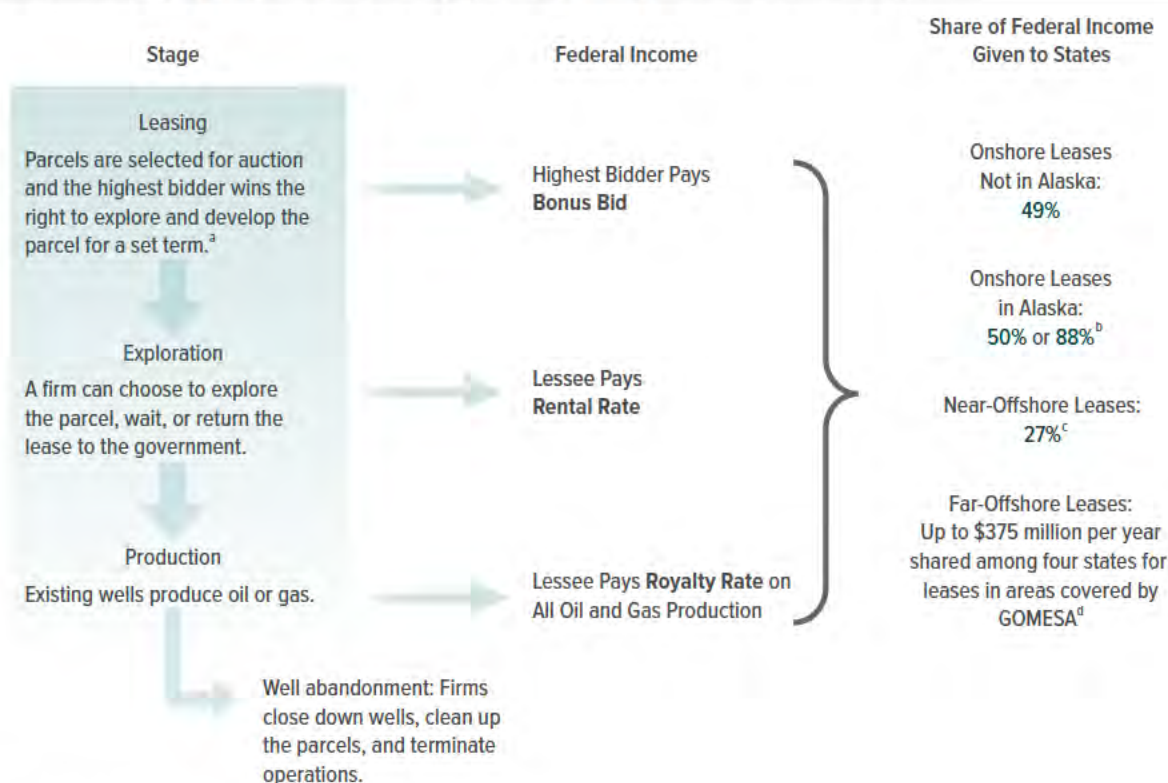 Stage
Federal Income
Share of Federal Income
Given to States
Leasing
Parcels are selected for auction
and the highest bidder wins the
right to explore and develop the
parcel for a set term.a
Highest Bidder Pays
Bonus Bid
Exploration
A firm can choose to explore
the parcel, wait, or return the
lease to the government.
Lessee Pays
Rental Rate
Production
Existing wells produce oil or gas.
Lessee Pays Royalty Rate on
All Oil and Gas Production
Well abandonment: Firms
close down wells, clean up
the parcels, and terminate
operations.
Onshore Leases
Not in Alaska:
49%
Onshore Leases
in Alaska:
50% or 88%b
Near-Offshore Leases:
27%c
Far-Offshore Leases:
Up to $375 million per year
shared among four states for
leases in areas covered by
GOMESAd